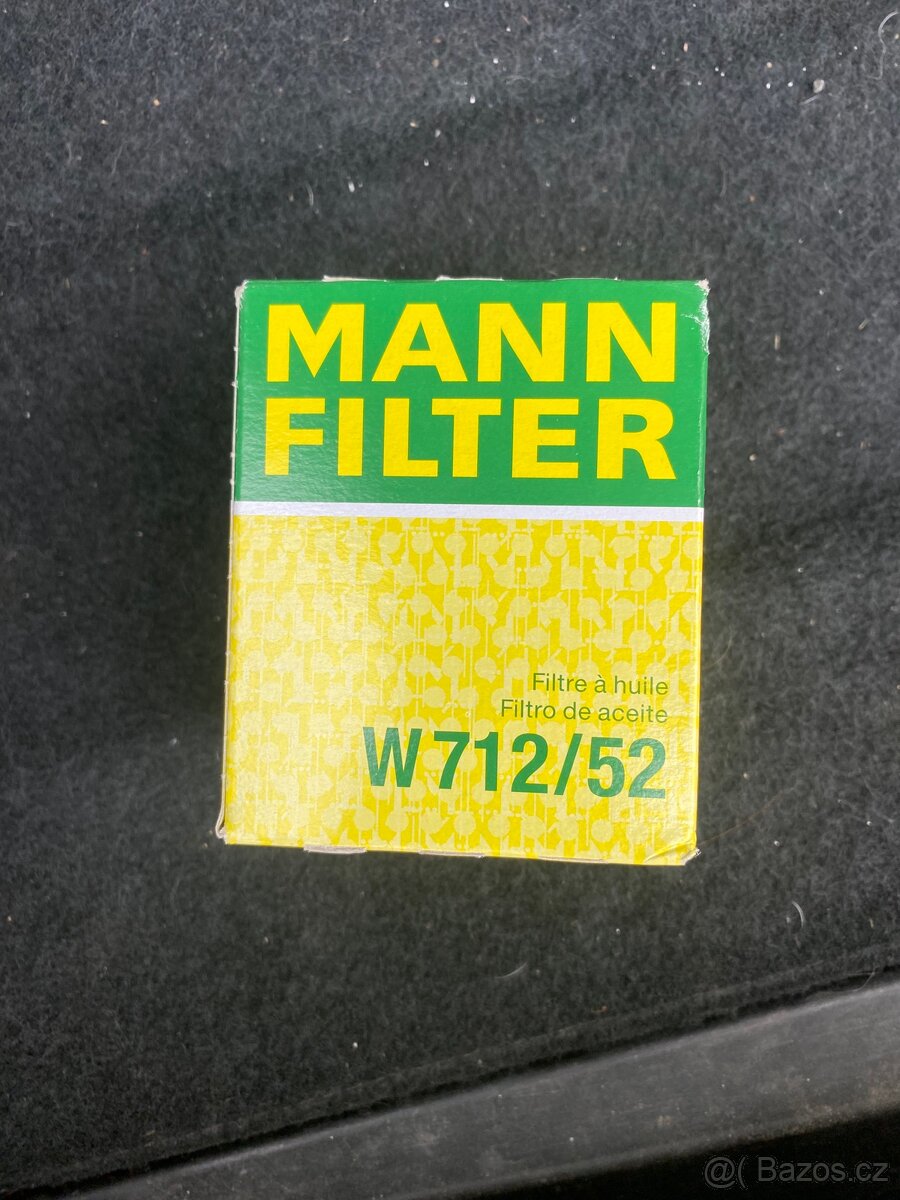 MANN
FILTER
Filtre à huile
Filtro de aceite
W 712/52
@( Bazos.cz